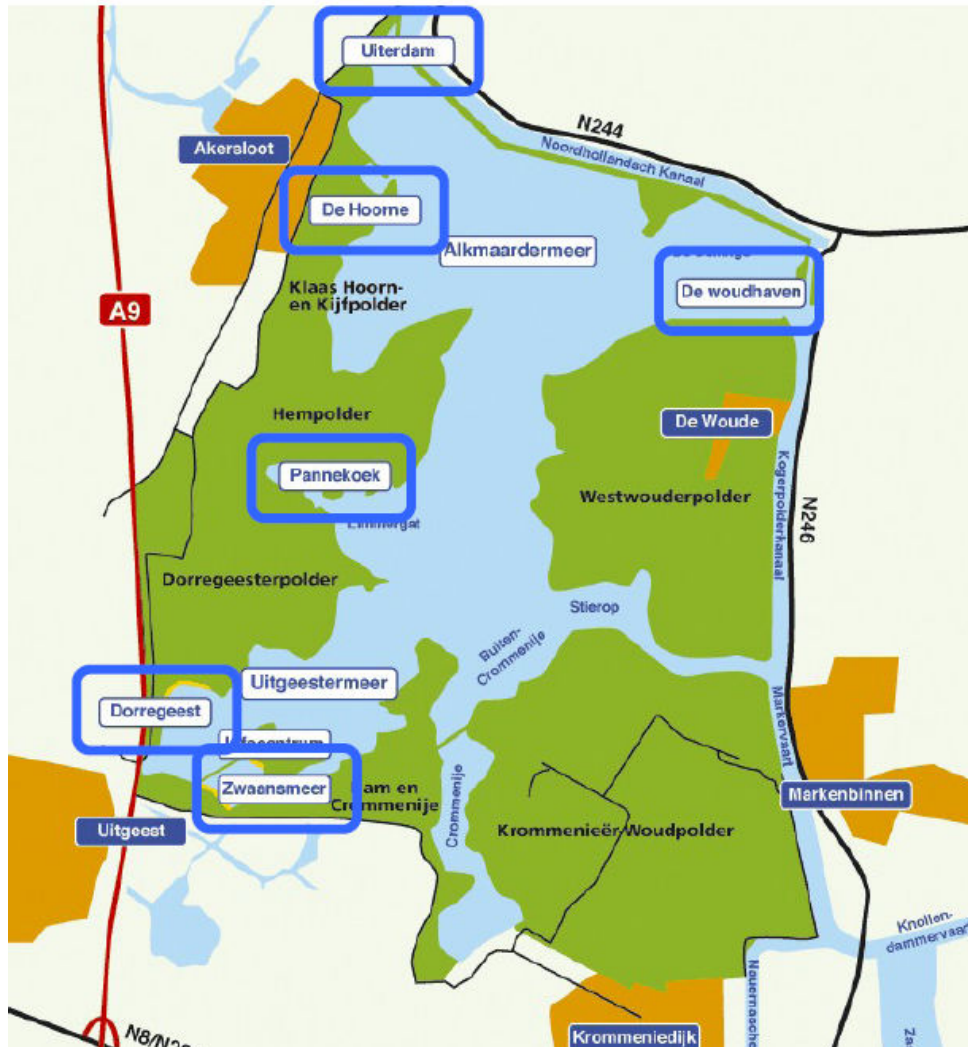 Uiterdam
N244
Akersloot
Noordhollandsch Kanaal
De Hoorne
Alkmaardermeer
De woudhaven
Klaas Hoorn-
en Kijfpolder
A9
Hempolder
De Woude
Pannekoek
Westwouderpolder
Kogerpolderkanaal
N246
Dorregeesterpolder
Stierop
Buiten-
Crommenije
Uitgeestermeer
Dorregeest
Markervaart
Zwaansmeer
Crommenije
Markenbinnen
Uitgeest
Krommenieër-Woudpolder
Knollen-
dammervaart
Krommeniedijk